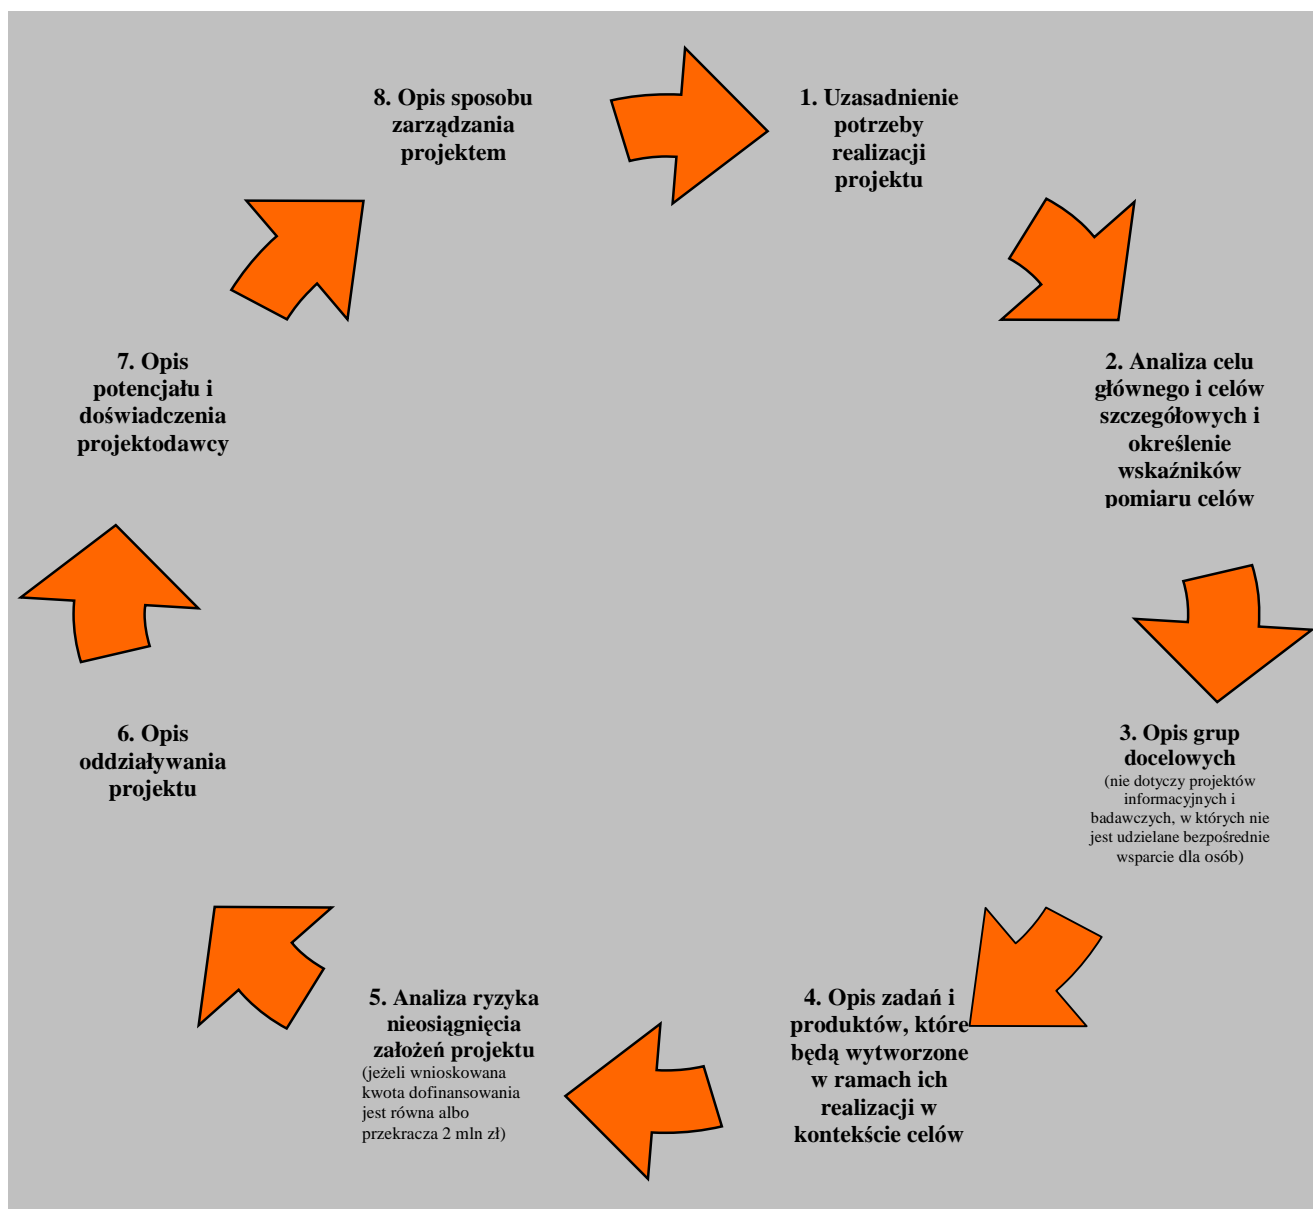 1. Uzasadnienie
potrzeby
realizacji
projektu
2. Analiza celu
głównego i celów
szczegółowych i
określenie
wskaźników
pomiaru celów
3. Opis grup
docelowych
(nie dotyczy projektów
informacyjnych i
badawczych, w których nie
jest udzielane bezpośrednie
wsparcie dla osób)
4. Opis zadań i
produktów, które
będą wytworzone
w ramach ich
realizacji w
kontekście celów
5. Analiza ryzyka
nieosiągnięcia
założeń projektu
(jeżeli wnioskowana
kwota dofinansowania
jest równa albo
przekracza 2 mln zł)
6. Opis
oddziaływania
projektu
7. Opis
potencjału i
doświadczenia
projektodawcy
8. Opis sposobu
zarządzania
projektem